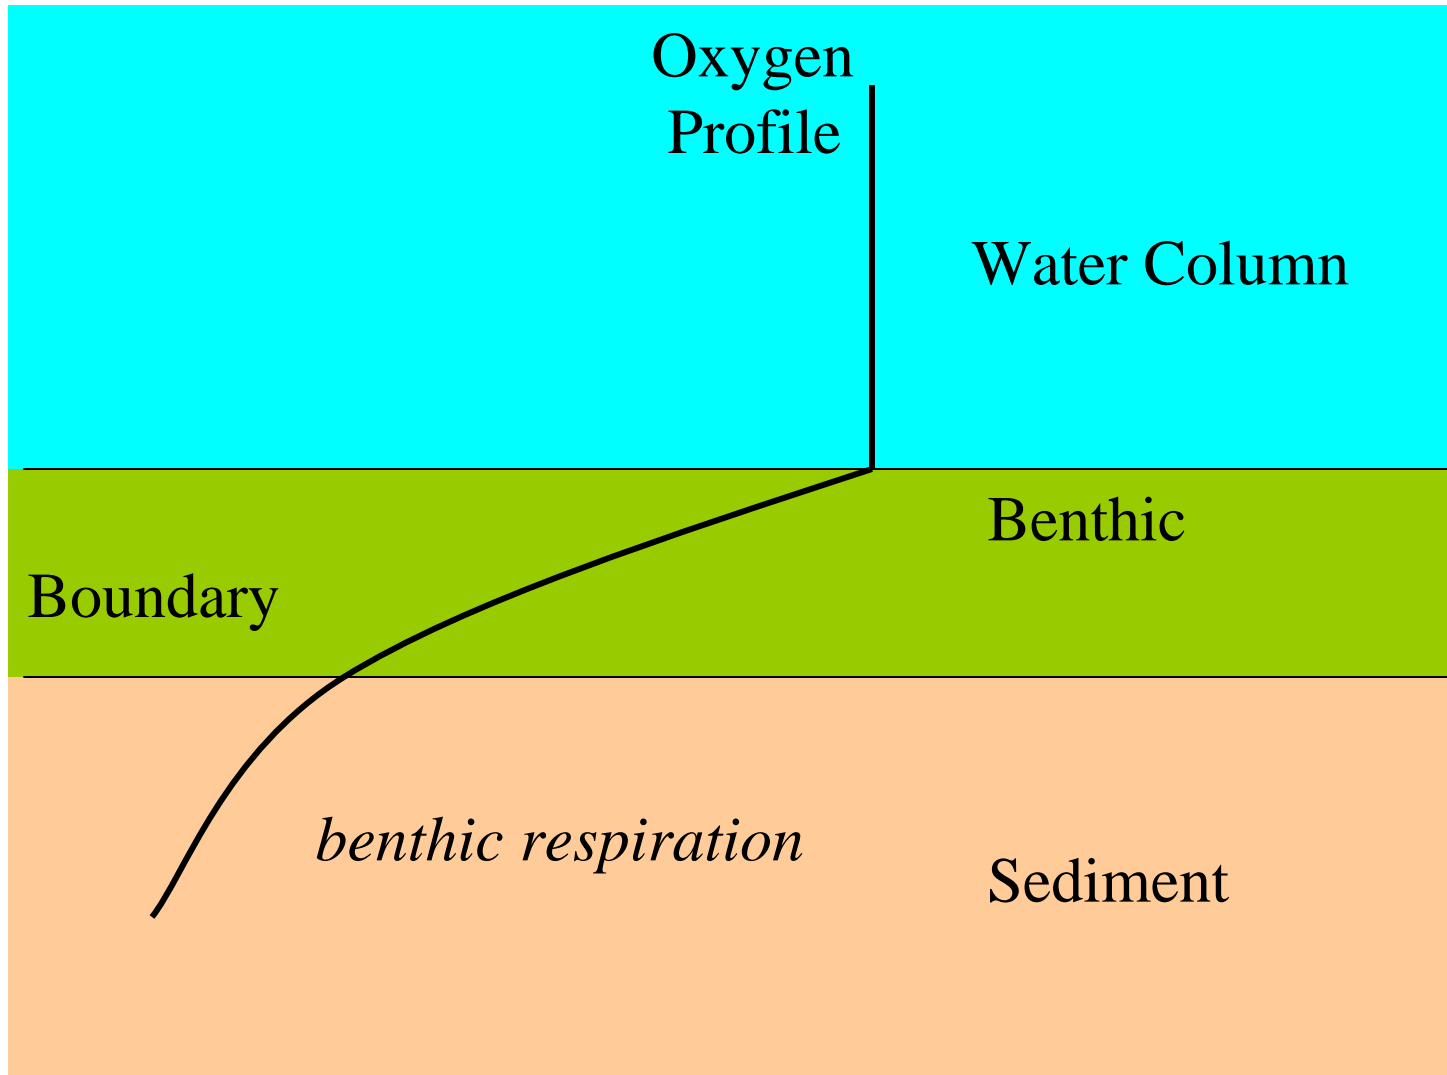 Oxygen
Profile
Water Column
Benthic
Boundary
benthic respiration
Sediment